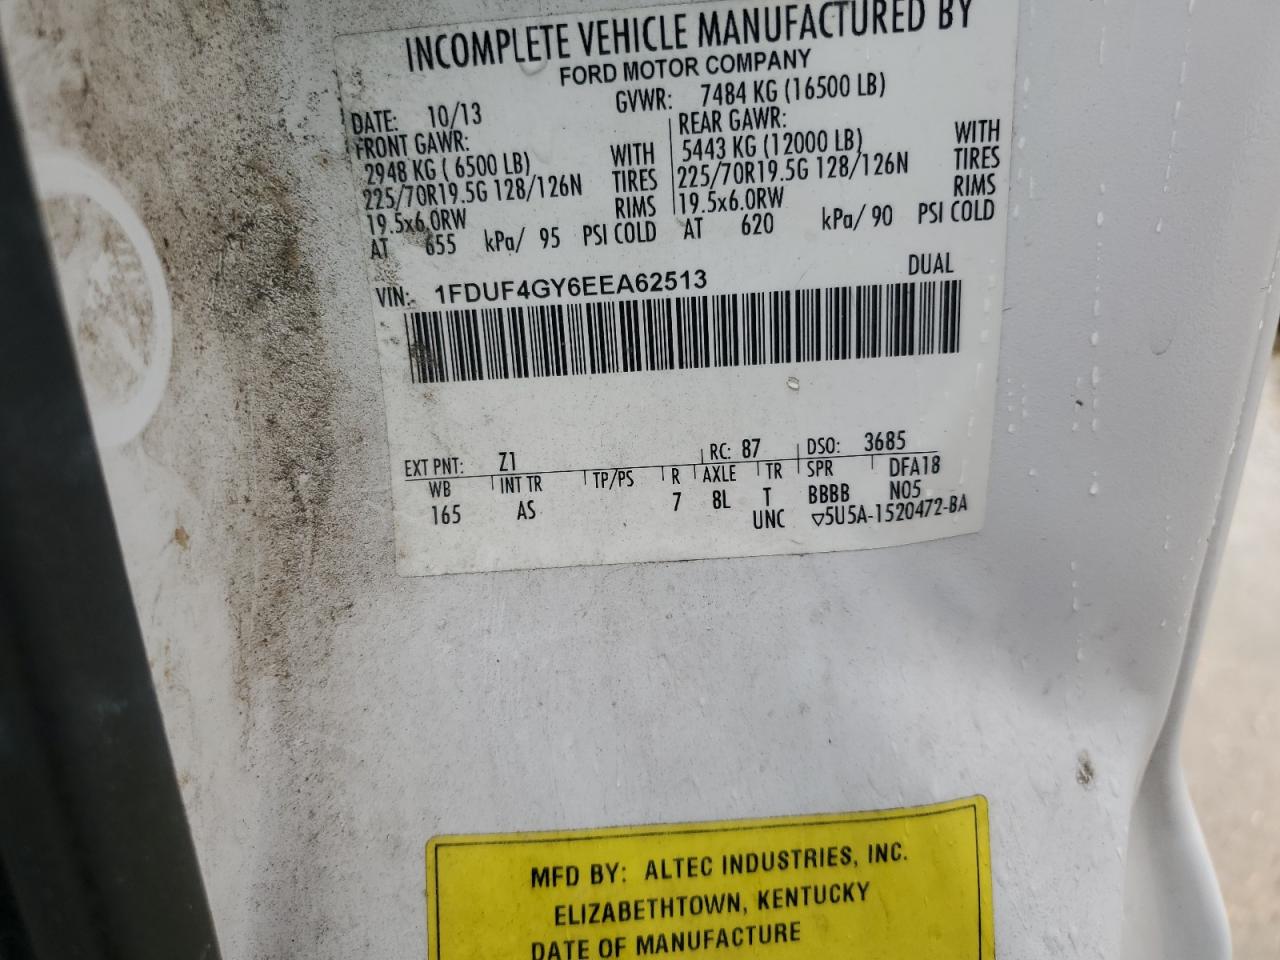 INCOMPLETE VEHICLE MANUFACTURED BY
FORD MOTOR COMPANY
DATE: 10/13 GVWR: 7484 KG (16500 LB)
FRONT GAWR: REAR GAWR:
2948 KG ( 6500 LB) WITH 5443 KG (12000 LB) WITH
225/70R19.5G 128/126N TIRES 225/70R19.5G 128/126N TIRES
19.5x6.0RW RIMS 19.5x6.0RW RIMS
AT 655 kPa/ 95 PSI COLD AT 620 kPa/ 90 PSI COLD
VIN: 1FDUF4GY6EEA62513 DUAL
EXT PNT: Z1 RC: 87 DSO: 3685
WB INT TR TP/PS R AXLE TR SPR DFA18
165 AS 7 8L T BBBB N05
UNC ▽5U5A-1520472-BA
MFD BY: ALTEC INDUSTRIES, INC.
ELIZABETHTOWN, KENTUCKY
DATE OF MANUFACTURE